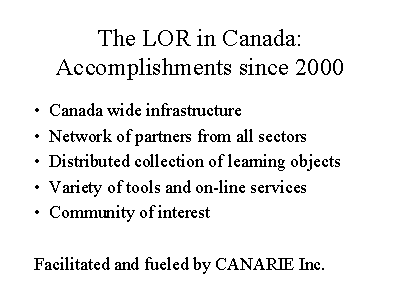 The LOR in Canada:
Accomplishments since 2000
• Canada wide infrastructure
• Network of partners from all sectors
• Distributed collection of learning objects
• Variety of tools and on-line services
• Community of interest
Facilitated and fueled by CANARIE Inc.